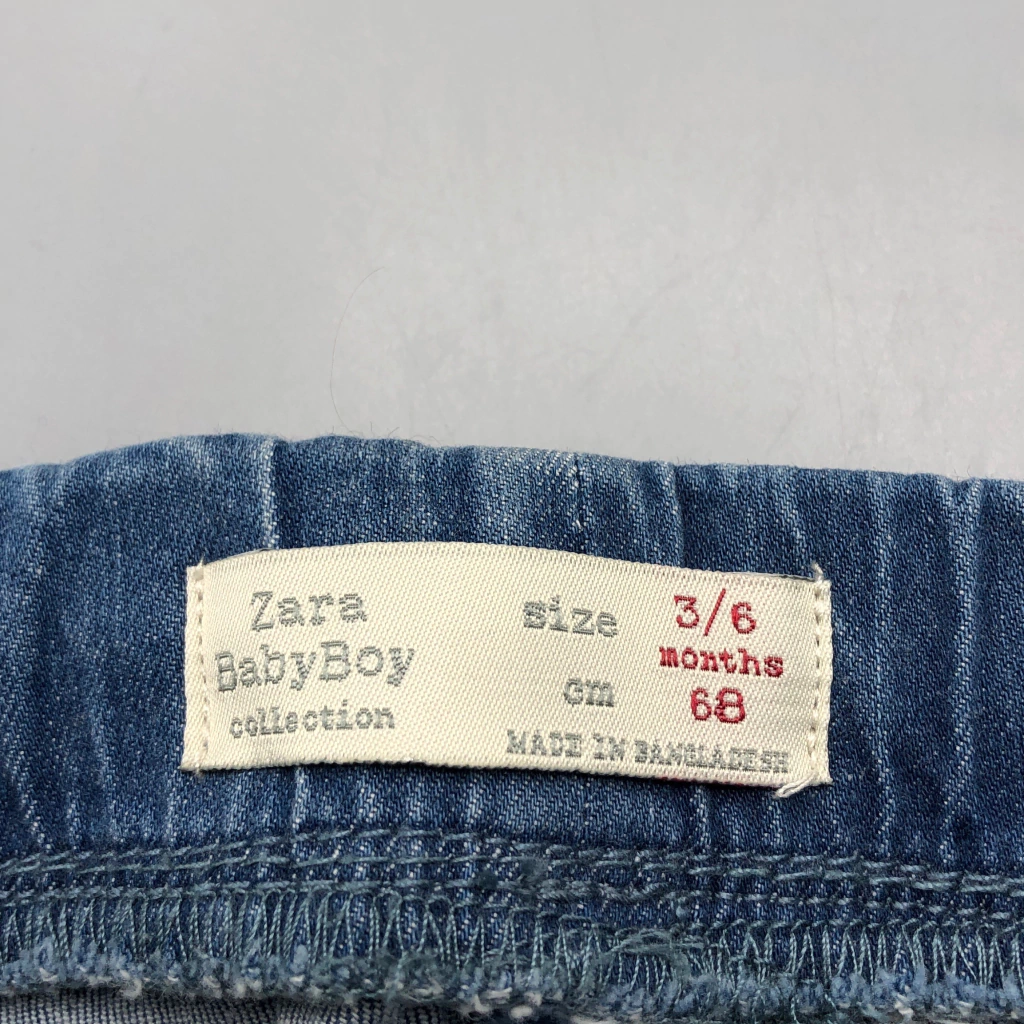 Zara
BabyBoy
collection
size 3/6
months
cm 68
MADE IN BANGLADESH